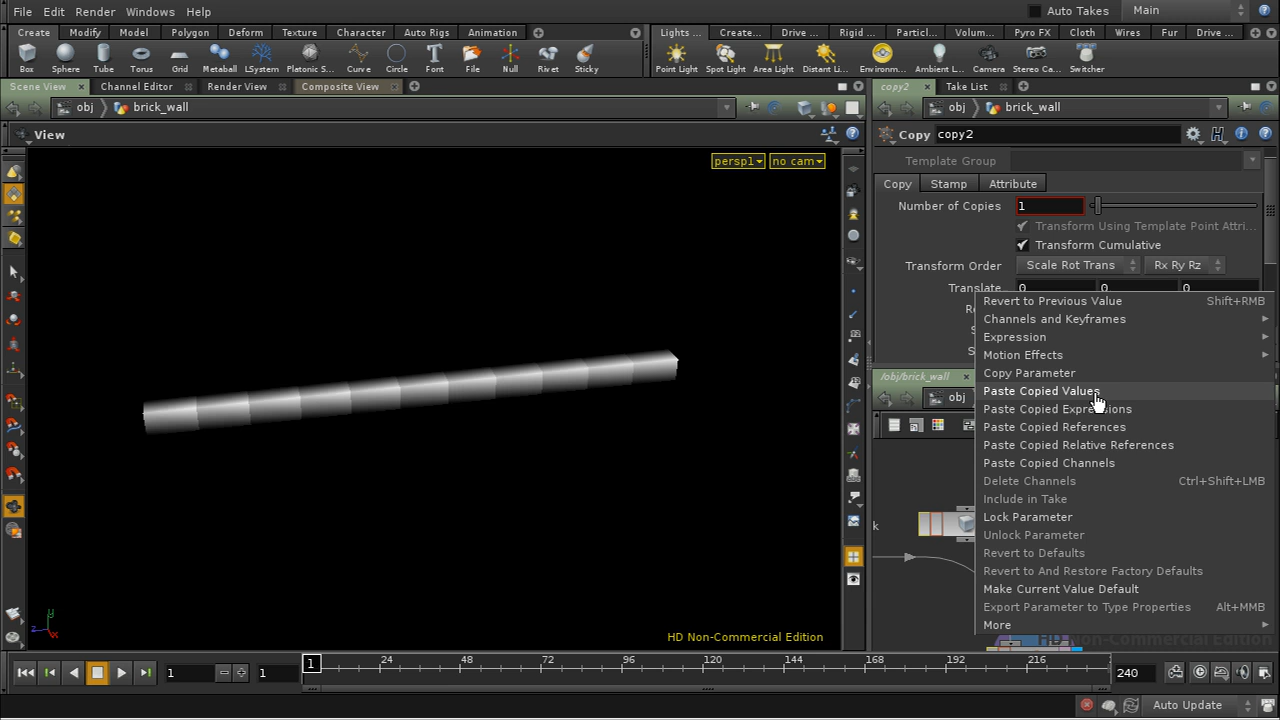 File Edit Render Windows Help Auto Takes Main
Create Modify Model Polygon Deform Texture Character Auto Rigs Animation Lights ... Create... Drive ... Rigid ... Particl... Volum... Pyro FX Cloth Wires Fur Drive ...
Box Sphere Tube Torus Grid Metaball LSystem Platonic S... Curve Circle Font File Null Rivet Sticky Point Light Spot Light Area Light Distant Li... Environm... Ambient L... Camera Stereo Ca... Switcher
Scene View Channel Editor Render View Composite View copy2 Take List
obj brick_wall obj brick_wall
View Copy copy2
perspl no cam
Template Group
Copy Stamp Attribute
Number of Copies 1
Transform Using Template Point Attri...
Transform Cumulative
Transform Order Scale Rot Trans Rx Ry Rz
Translate 0 0 0
Revert to Previous Value Shift+RMB
Channels and Keyframes
Expression
Motion Effects
Copy Parameter
/obj/brick_wall
Paste Copied Values
obj
Paste Copied Expressions
Paste Copied References
Paste Copied Relative References
Paste Copied Channels
Delete Channels Ctrl+Shift+LMB
Include in Take
Lock Parameter
k
Unlock Parameter
Revert to Defaults
Revert to And Restore Factory Defaults
Make Current Value Default
Export Parameter to Type Properties Alt+MMB
More
HD Non-Commercial Edition
HD Non-Commercial Edition
1 1 1 24 48 72 96 120 144 168 192 216 240
Auto Update
z y x